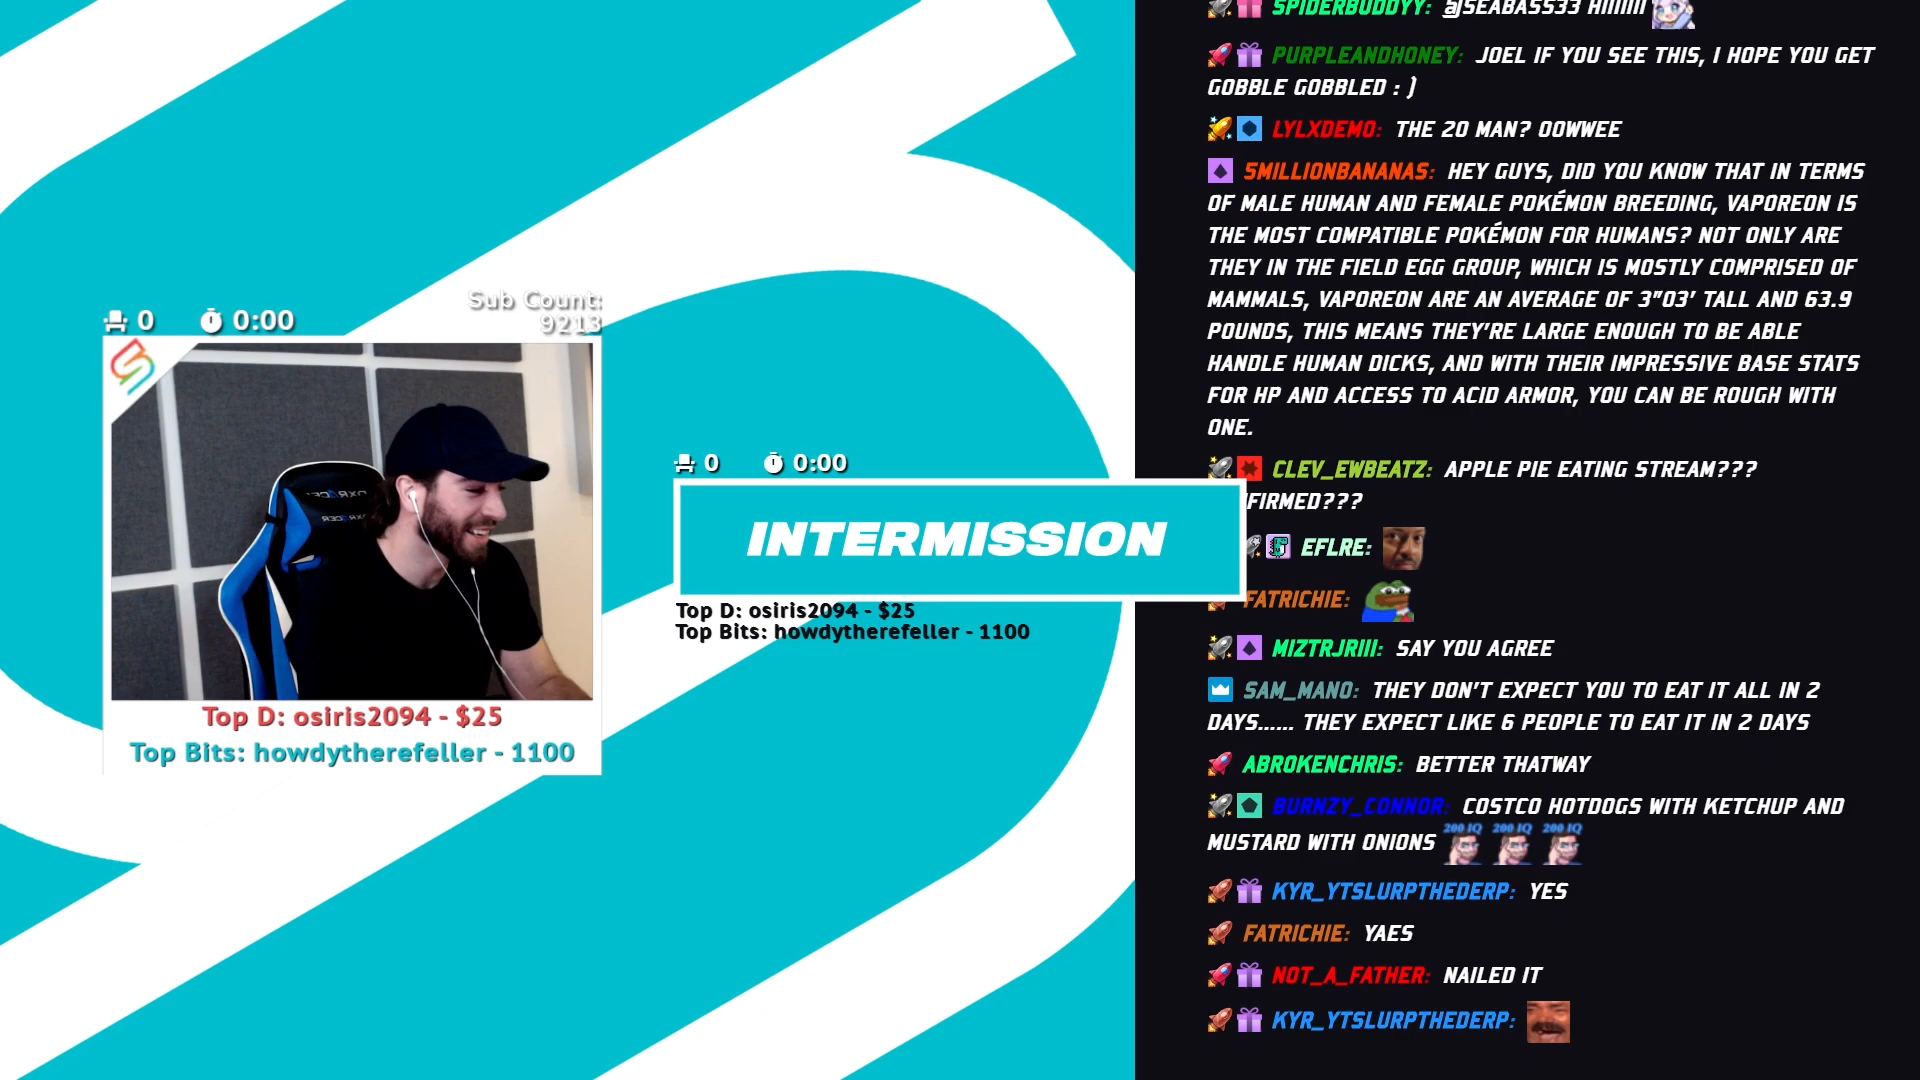 0 0:00 Sub Count:
9213
Top D: osiris2094 - $25
Top Bits: howdytherefeller - 1100
0 0:00
INTERMISSION
Top D: osiris2094 - $25
Top Bits: howdytherefeller - 1100
SPIDERBUDDYY: @SEABASS33 HIIIIII
PURPLEANDHONEY: JOEL IF YOU SEE THIS, I HOPE YOU GET
GOBBLE GOBBLED : )
LYLXDEMO: THE 20 MAN? OOWWEE
5MILLIONBANANAS: HEY GUYS, DID YOU KNOW THAT IN TERMS
OF MALE HUMAN AND FEMALE POKÉMON BREEDING, VAPOREON IS
THE MOST COMPATIBLE POKÉMON FOR HUMANS? NOT ONLY ARE
THEY IN THE FIELD EGG GROUP, WHICH IS MOSTLY COMPRISED OF
MAMMALS, VAPOREON ARE AN AVERAGE OF 3"03' TALL AND 63.9
POUNDS, THIS MEANS THEY'RE LARGE ENOUGH TO BE ABLE
HANDLE HUMAN DICKS, AND WITH THEIR IMPRESSIVE BASE STATS
FOR HP AND ACCESS TO ACID ARMOR, YOU CAN BE ROUGH WITH
ONE.
CLEV_EWBEATZ: APPLE PIE EATING STREAM???
FIRMED???
EFLRE:
FATRICHIE:
MIZTRJRIII: SAY YOU AGREE
SAM_MANO: THEY DON'T EXPECT YOU TO EAT IT ALL IN 2
DAYS...... THEY EXPECT LIKE 6 PEOPLE TO EAT IT IN 2 DAYS
ABROKENCHRIS: BETTER THATWAY
BURNZY_CONNOR: COSTCO HOTDOGS WITH KETCHUP AND
MUSTARD WITH ONIONS 200 IQ 200 IQ 200 IQ
KYR_YTSLURPTHEDERP: YES
FATRICHIE: YAES
NOT_A_FATHER: NAILED IT
KYR_YTSLURPTHEDERP: